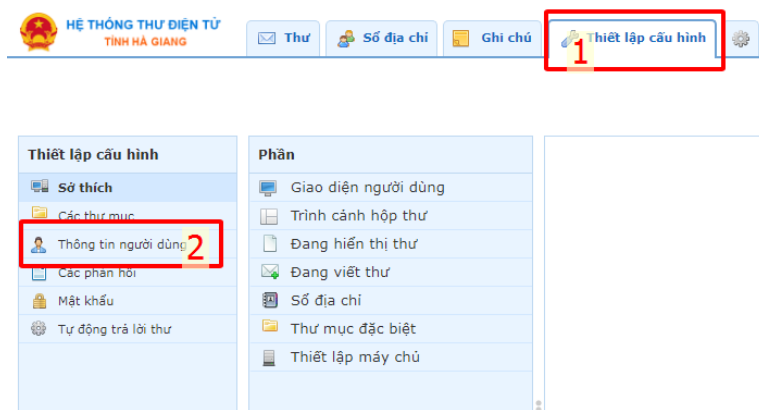 HỆ THỐNG THƯ ĐIỆN TỬ
TỈNH HÀ GIANG
Thư
Sổ địa chỉ
Ghi chú
Thiết lập cấu hình
1
Thiết lập cấu hình
Sở thích
Các thư mục
Thông tin người dùng
2
Các phản hồi
Mật khẩu
Tự động trả lời thư
Phần
Giao diện người dùng
Trình cảnh hộp thư
Đang hiển thị thư
Đang viết thư
Sổ địa chỉ
Thư mục đặc biệt
Thiết lập máy chủ